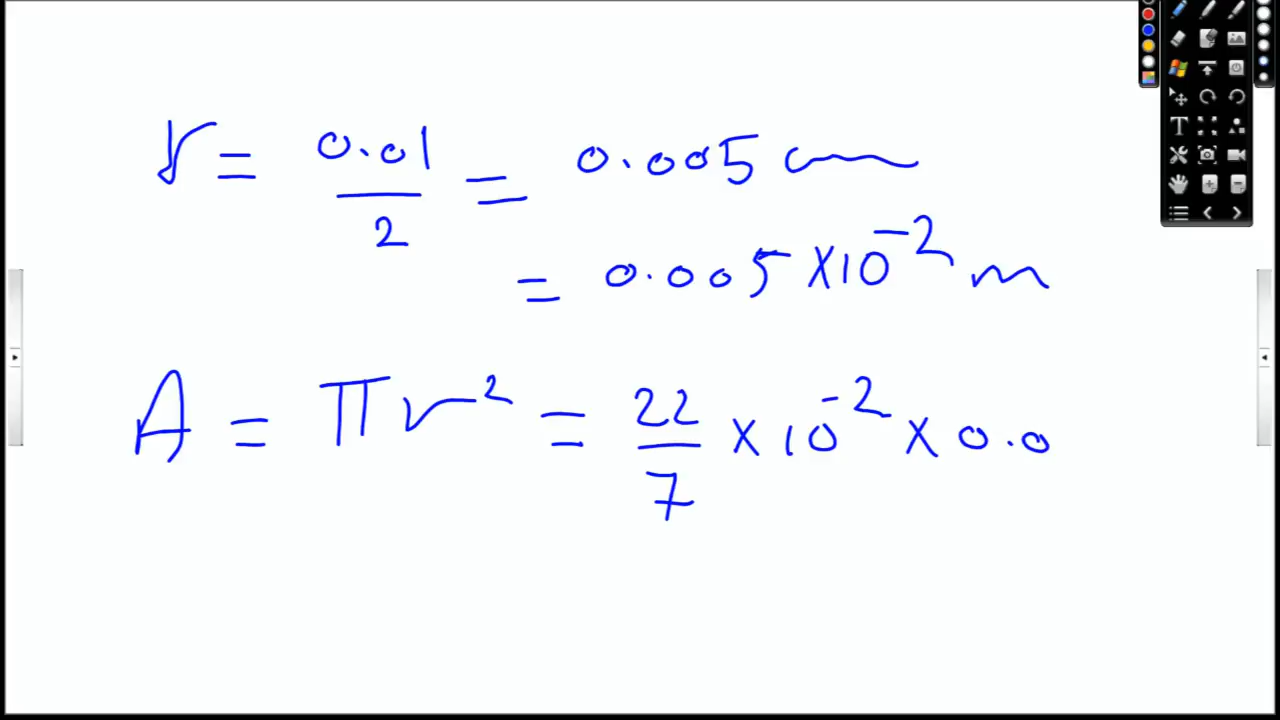 r = 0.01/2 = 0.005 cm
= 0.005 × 10⁻² m
A = πr² = 22/7 × 10⁻² × 0.0